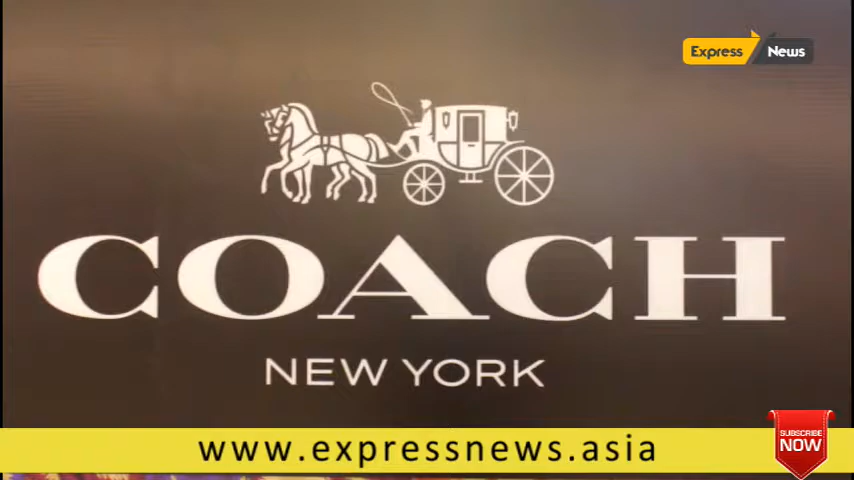 Express News
COACH
NEW YORK
www.expressnews.asia
SUBSCRIBE
NOW